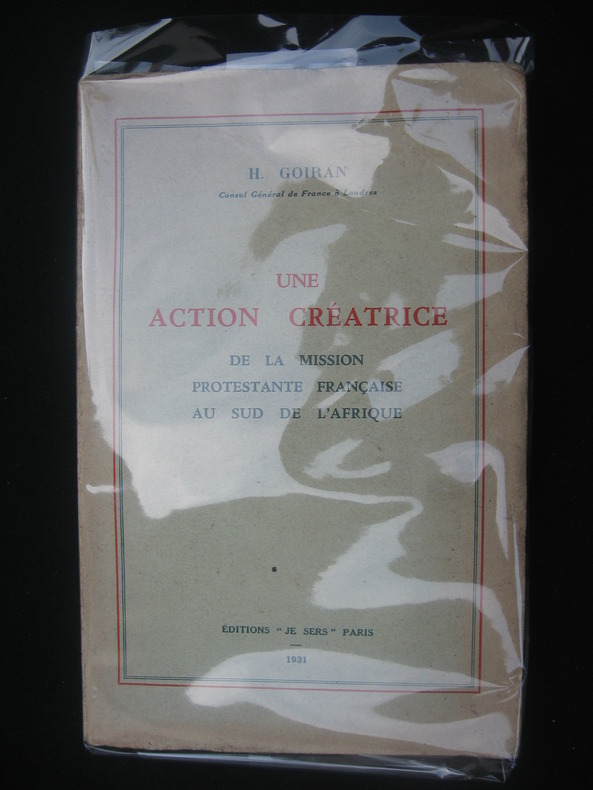 H. GOIRAN
Consul Général de France à Londres
UNE
ACTION CRÉATRICE
DE LA MISSION
PROTESTANTE FRANÇAISE
AU SUD DE L'AFRIQUE
ÉDITIONS "JE SERS" PARIS
1931